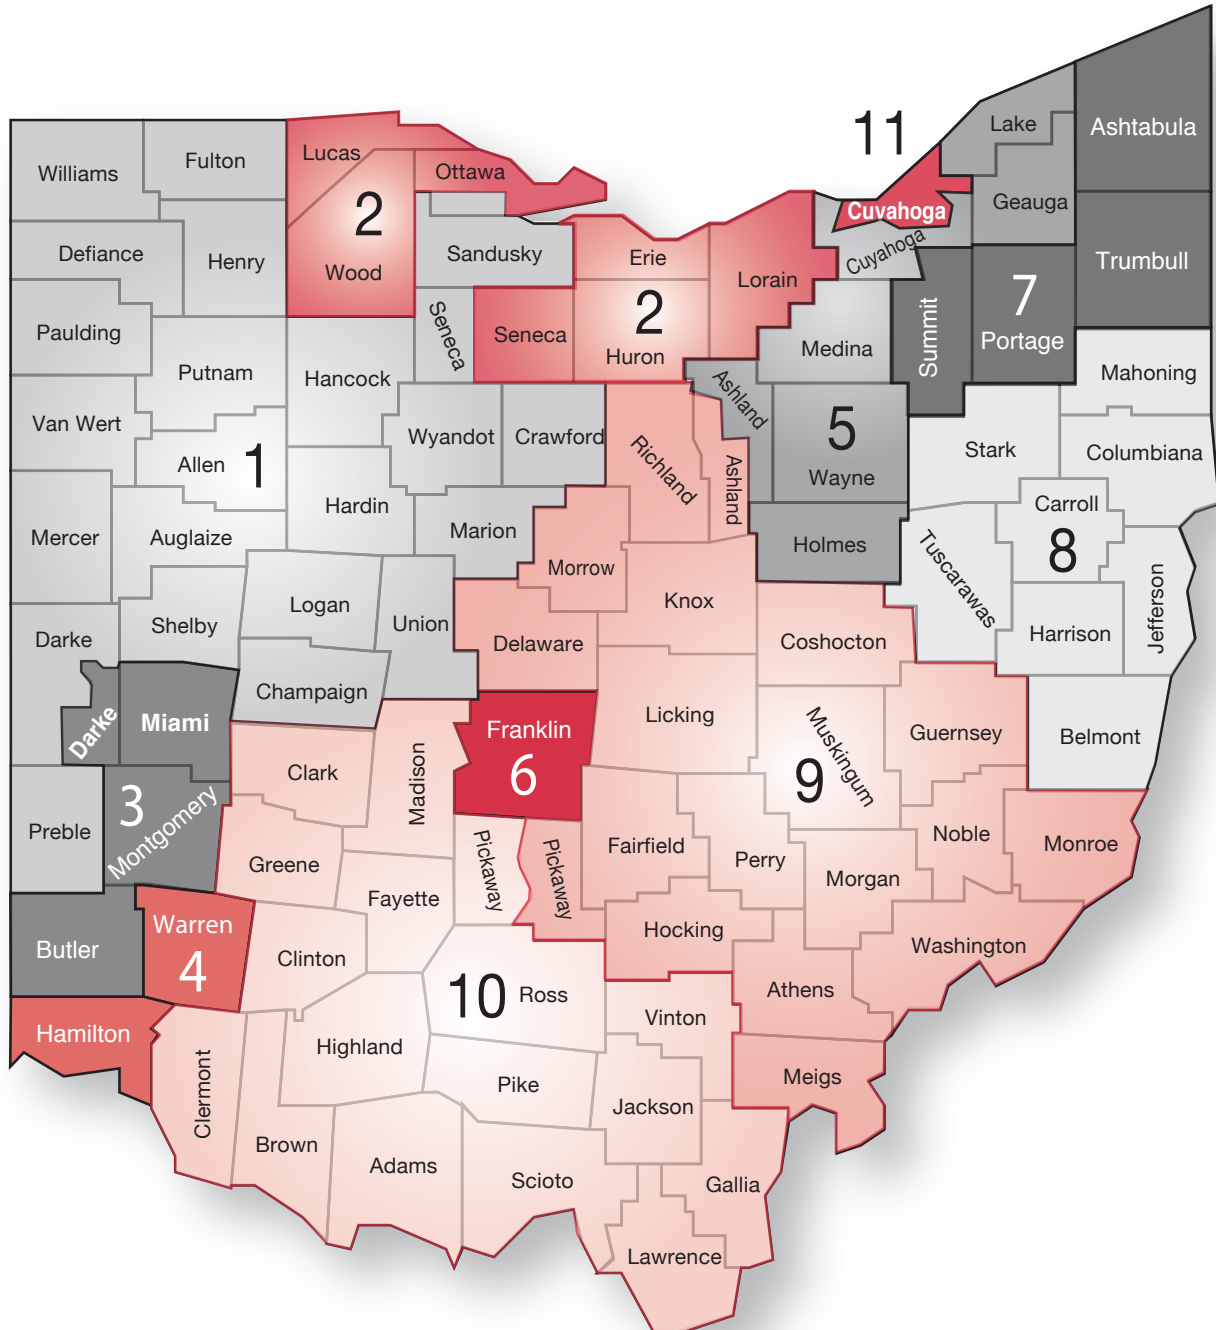 11
Lake
Ashtabula
Lucas
Fulton
Williams
Ottawa
2
Geauga
Cuvahoga
Cuyahoga
Defiance
Henry
Wood
Sandusky
Erie
Lorain
Trumbull
7
Portage
Paulding
Seneca
Seneca
2
Huron
Medina
Summit
Putnam
Hancock
Mahoning
Van Wert
Wyandot
Crawford
Richland
Ashland
Ashland
5
Wayne
Stark
Columbiana
Allen
1
Hardin
Carroll
8
Mercer
Auglaize
Marion
Holmes
Tuscarawas
Morrow
Logan
Knox
Jefferson
Harrison
Darke
Shelby
Union
Delaware
Coshocton
Champaign
Darke
Miami
Franklin
6
Licking
Muskingum
9
Guernsey
Belmont
Clark
Madison
3
Montgomery
Preble
Greene
Pickaway
Pickaway
Fairfield
Perry
Noble
Monroe
Fayette
Morgan
Warren
4
Butler
Clinton
Hocking
Washington
10
Ross
Athens
Hamilton
Highland
Vinton
Clermont
Pike
Jackson
Meigs
Brown
Adams
Scioto
Gallia
Lawrence